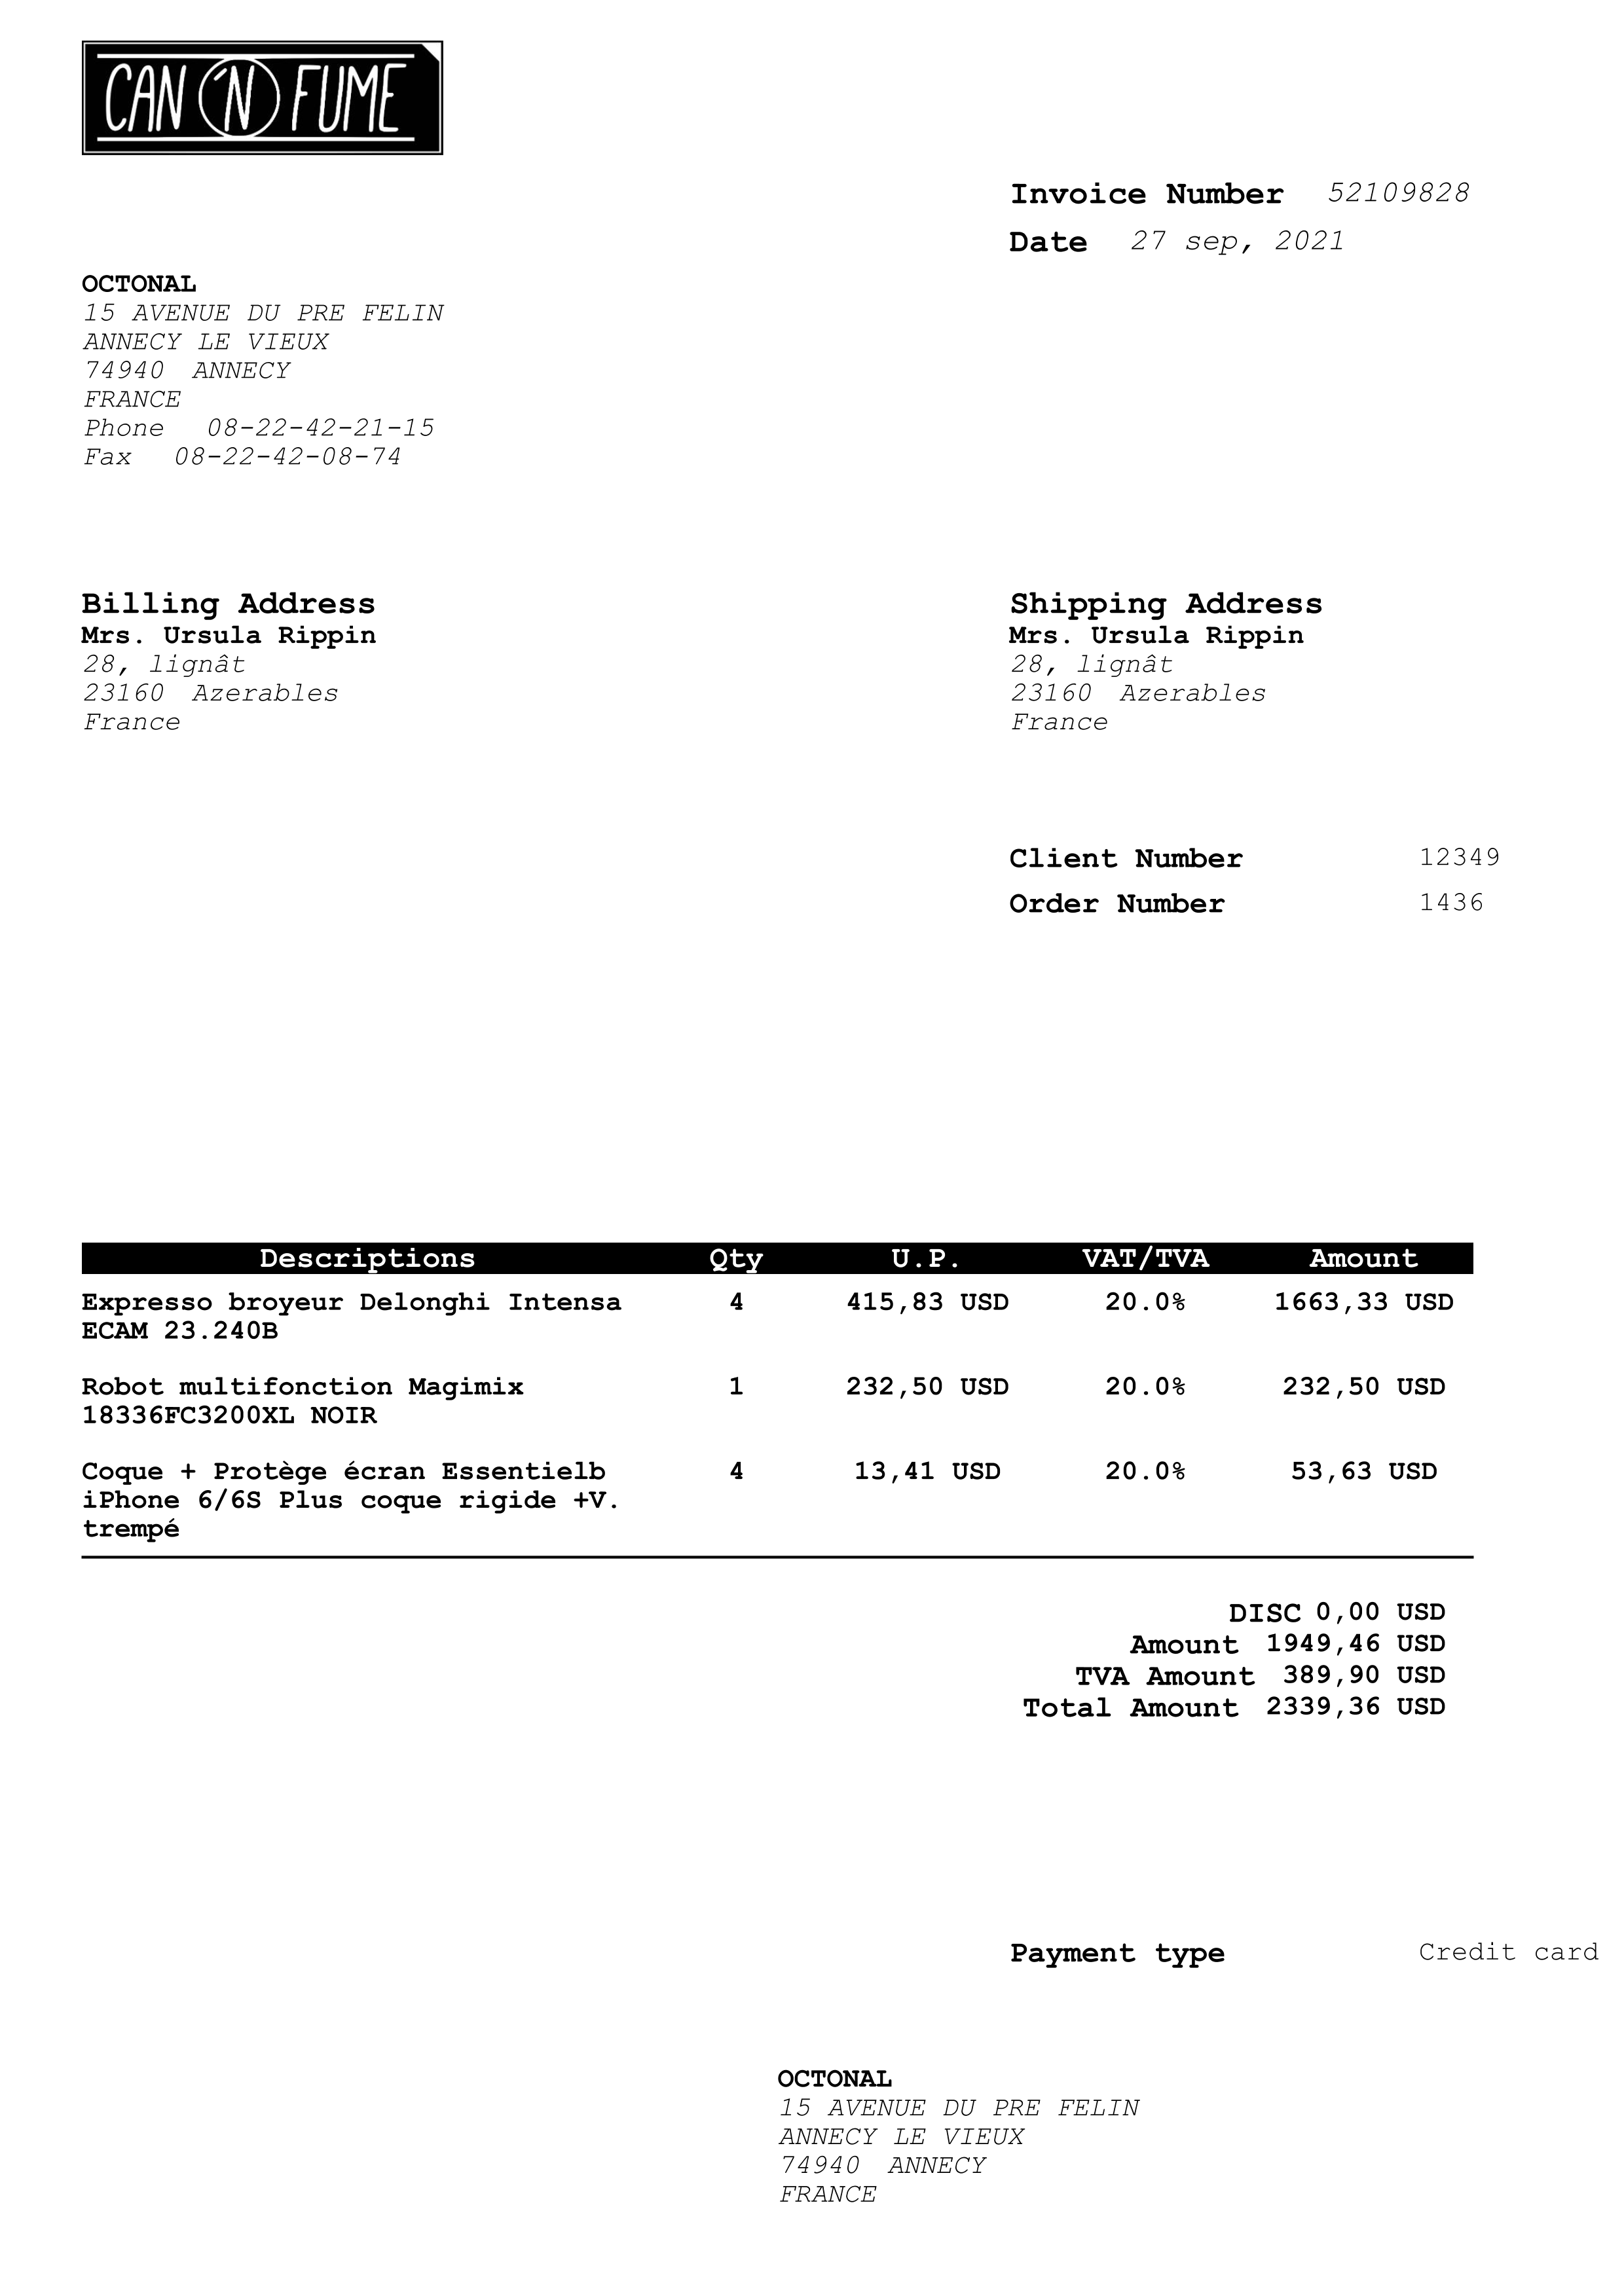 CAN 'N FUME
Invoice Number 52109828
Date 27 sep, 2021
OCTONAL
15 AVENUE DU PRE FELIN
ANNECY LE VIEUX
74940 ANNECY
FRANCE
Phone 08-22-42-21-15
Fax 08-22-42-08-74
Billing Address
Mrs. Ursula Rippin
28, lignât
23160 Azerables
France
Shipping Address
Mrs. Ursula Rippin
28, lignât
23160 Azerables
France
Client Number 12349
Order Number 1436
Descriptions Qty U.P. VAT/TVA Amount
Expresso broyeur Delonghi Intensa 4 415,83 USD 20.0% 1663,33 USD
ECAM 23.240B
Robot multifonction Magimix 1 232,50 USD 20.0% 232,50 USD
18336FC3200XL NOIR
Coque + Protège écran Essentielb 4 13,41 USD 20.0% 53,63 USD
iPhone 6/6S Plus coque rigide +V.
trempé
DISC 0,00 USD
Amount 1949,46 USD
TVA Amount 389,90 USD
Total Amount 2339,36 USD
Payment type Credit card
OCTONAL
15 AVENUE DU PRE FELIN
ANNECY LE VIEUX
74940 ANNECY
FRANCE